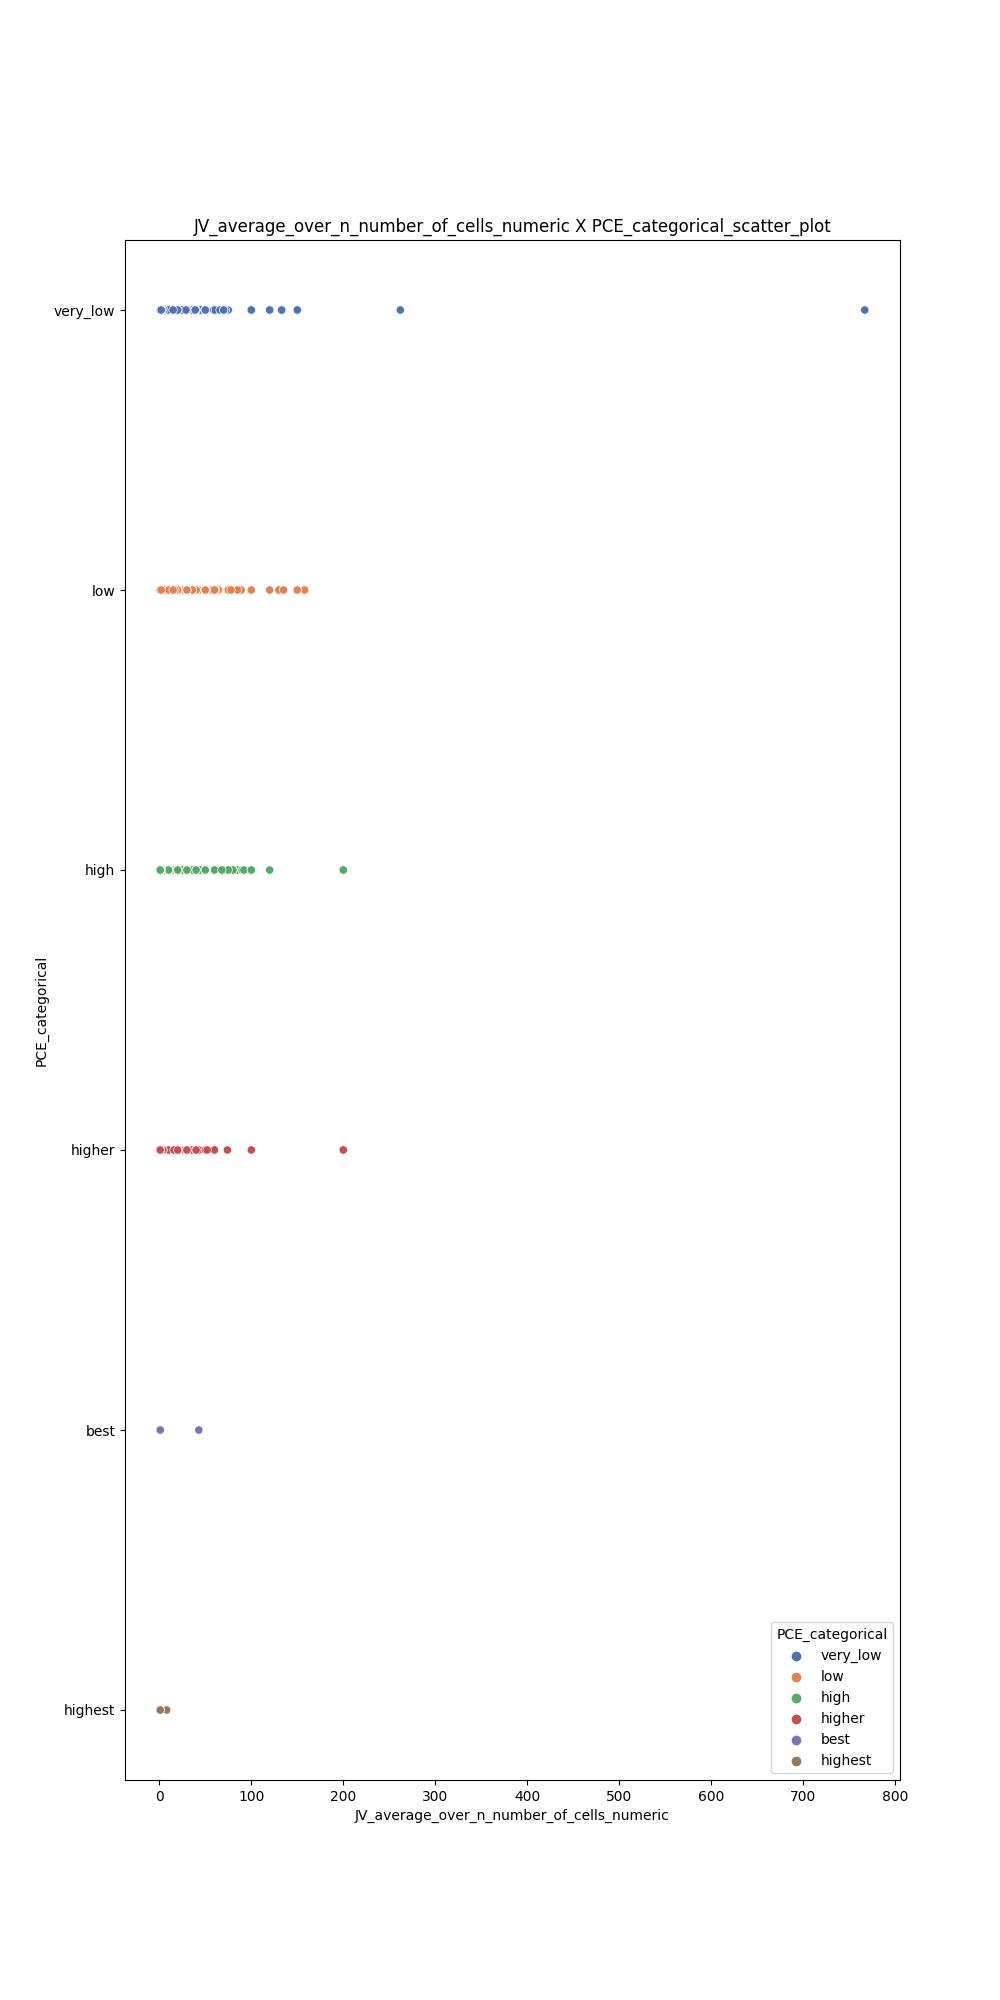 JV_average_over_n_number_of_cells_numeric X PCE_categorical_scatter_plot
very_low
low
high
higher
best
highest
PCE_categorical
0 100 200 300 400 500 600 700 800
JV_average_over_n_number_of_cells_numeric
PCE_categorical
very_low
low
high
higher
best
highest